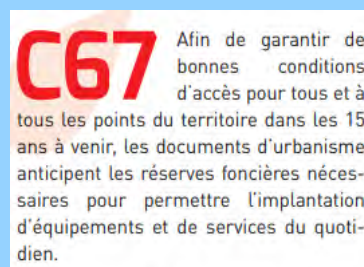 C67 Afin de garantir de
bonnes conditions
d'accès pour tous et à
tous les points du territoire dans les 15
ans à venir, les documents d'urbanisme
anticipent les réserves foncières néces-
saires pour permettre l'implantation
d'équipements et de services du quoti-
dien.